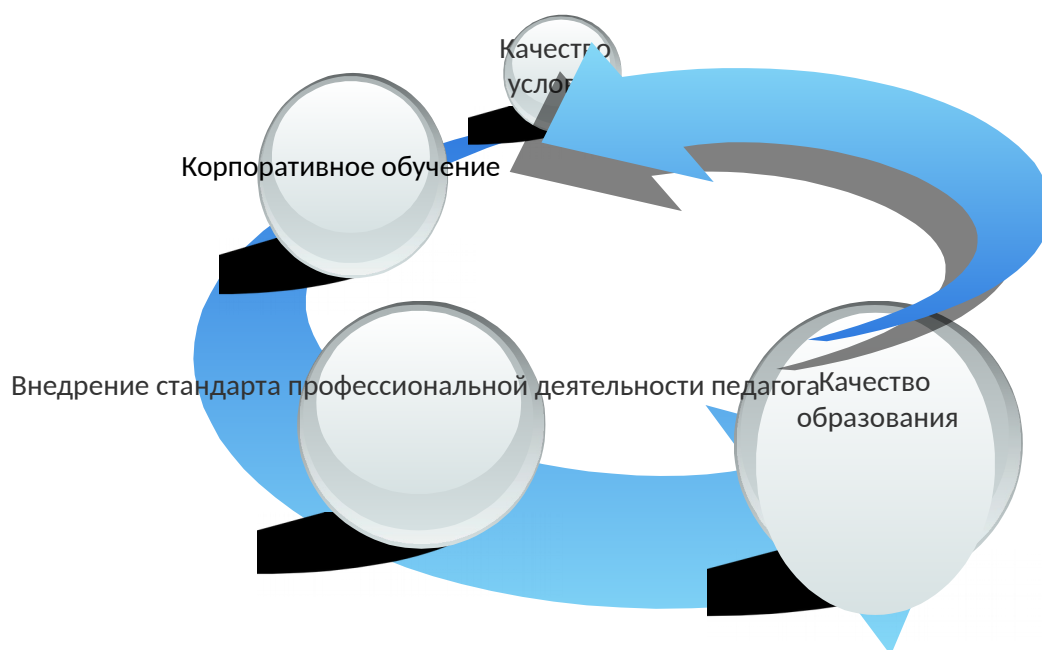 Качество
Корпоративное обучение
Внедрение стандарта профессиональной деятельности педагога
Качество
образования